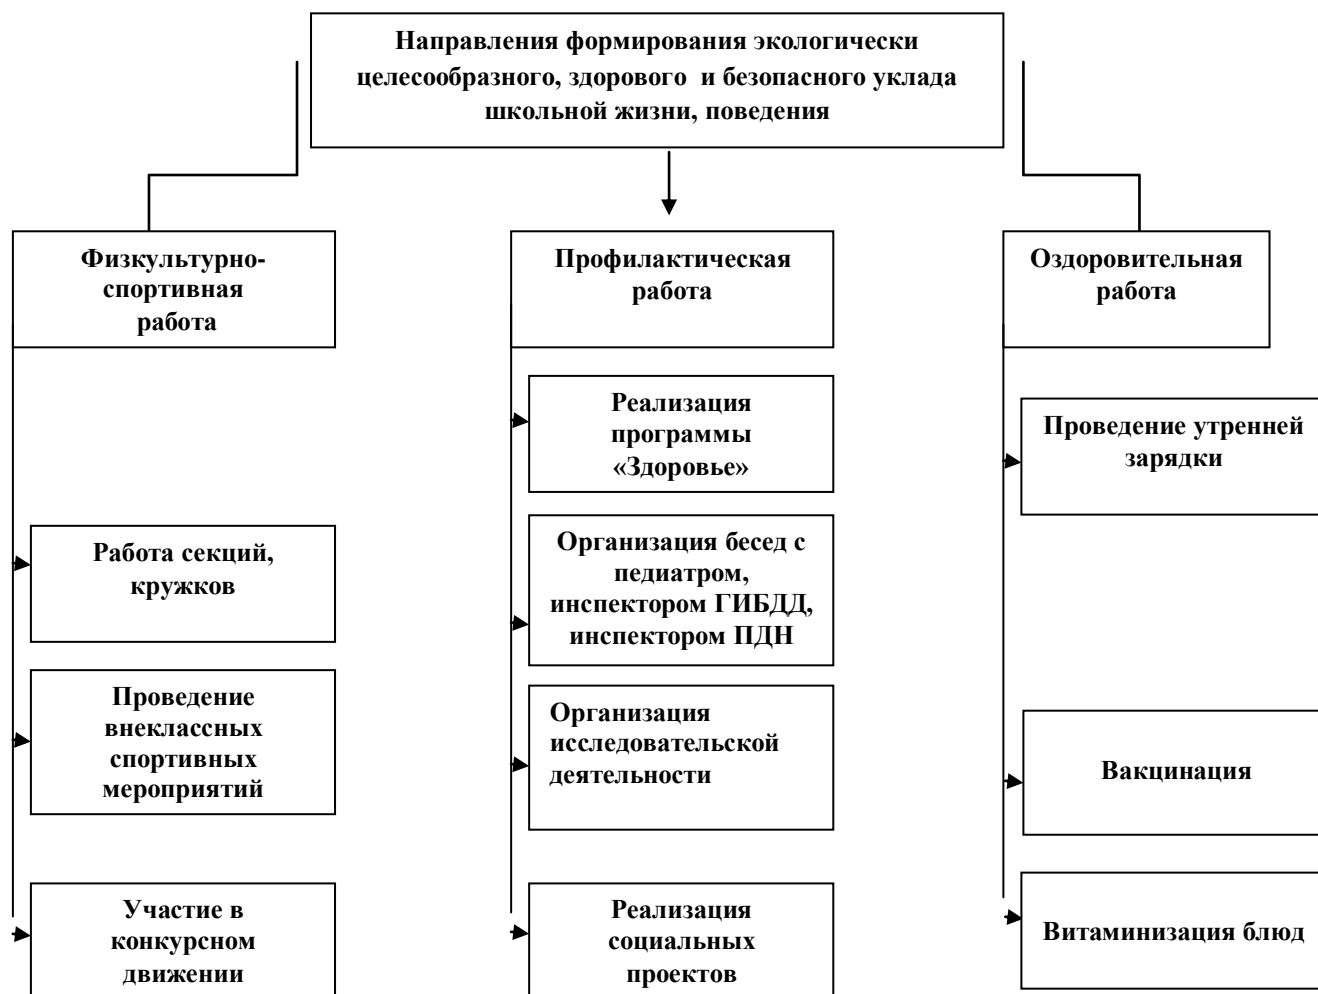 Направления формирования экологически
целесообразного, здорового и безопасного уклада
школьной жизни, поведения
Физкультурно-
спортивная
работа
Профилактическая
работа
Оздоровительная
работа
Реализация
программы
«Здоровье»
Проведение утренней
зарядки
Работа секций,
кружков
Организация бесед с
педиатром,
инспектором ГИБДД,
инспектором ПДН
Проведение
внеклассных
спортивных
мероприятий
Организация
исследовательской
деятельности
Вакцинация
Участие в
конкурсном
движении
Реализация
социальных
проектов
Витаминизация блюд